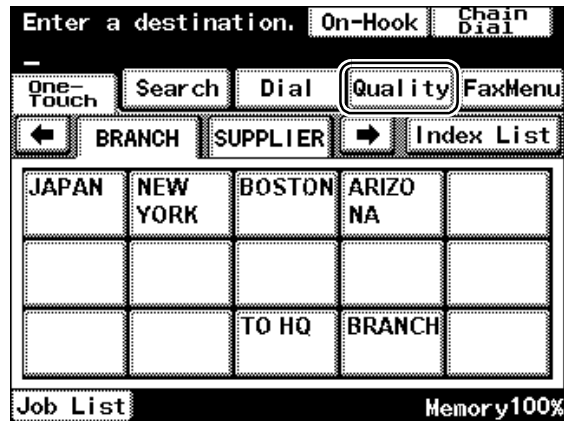 Enter a destination. On-Hook Chain Dial
One-Touch Search Dial Quality FaxMenu
BRANCH SUPPLIER Index List
JAPAN NEW YORK BOSTON ARIZO NA
TO HQ BRANCH
Job List Memory100%